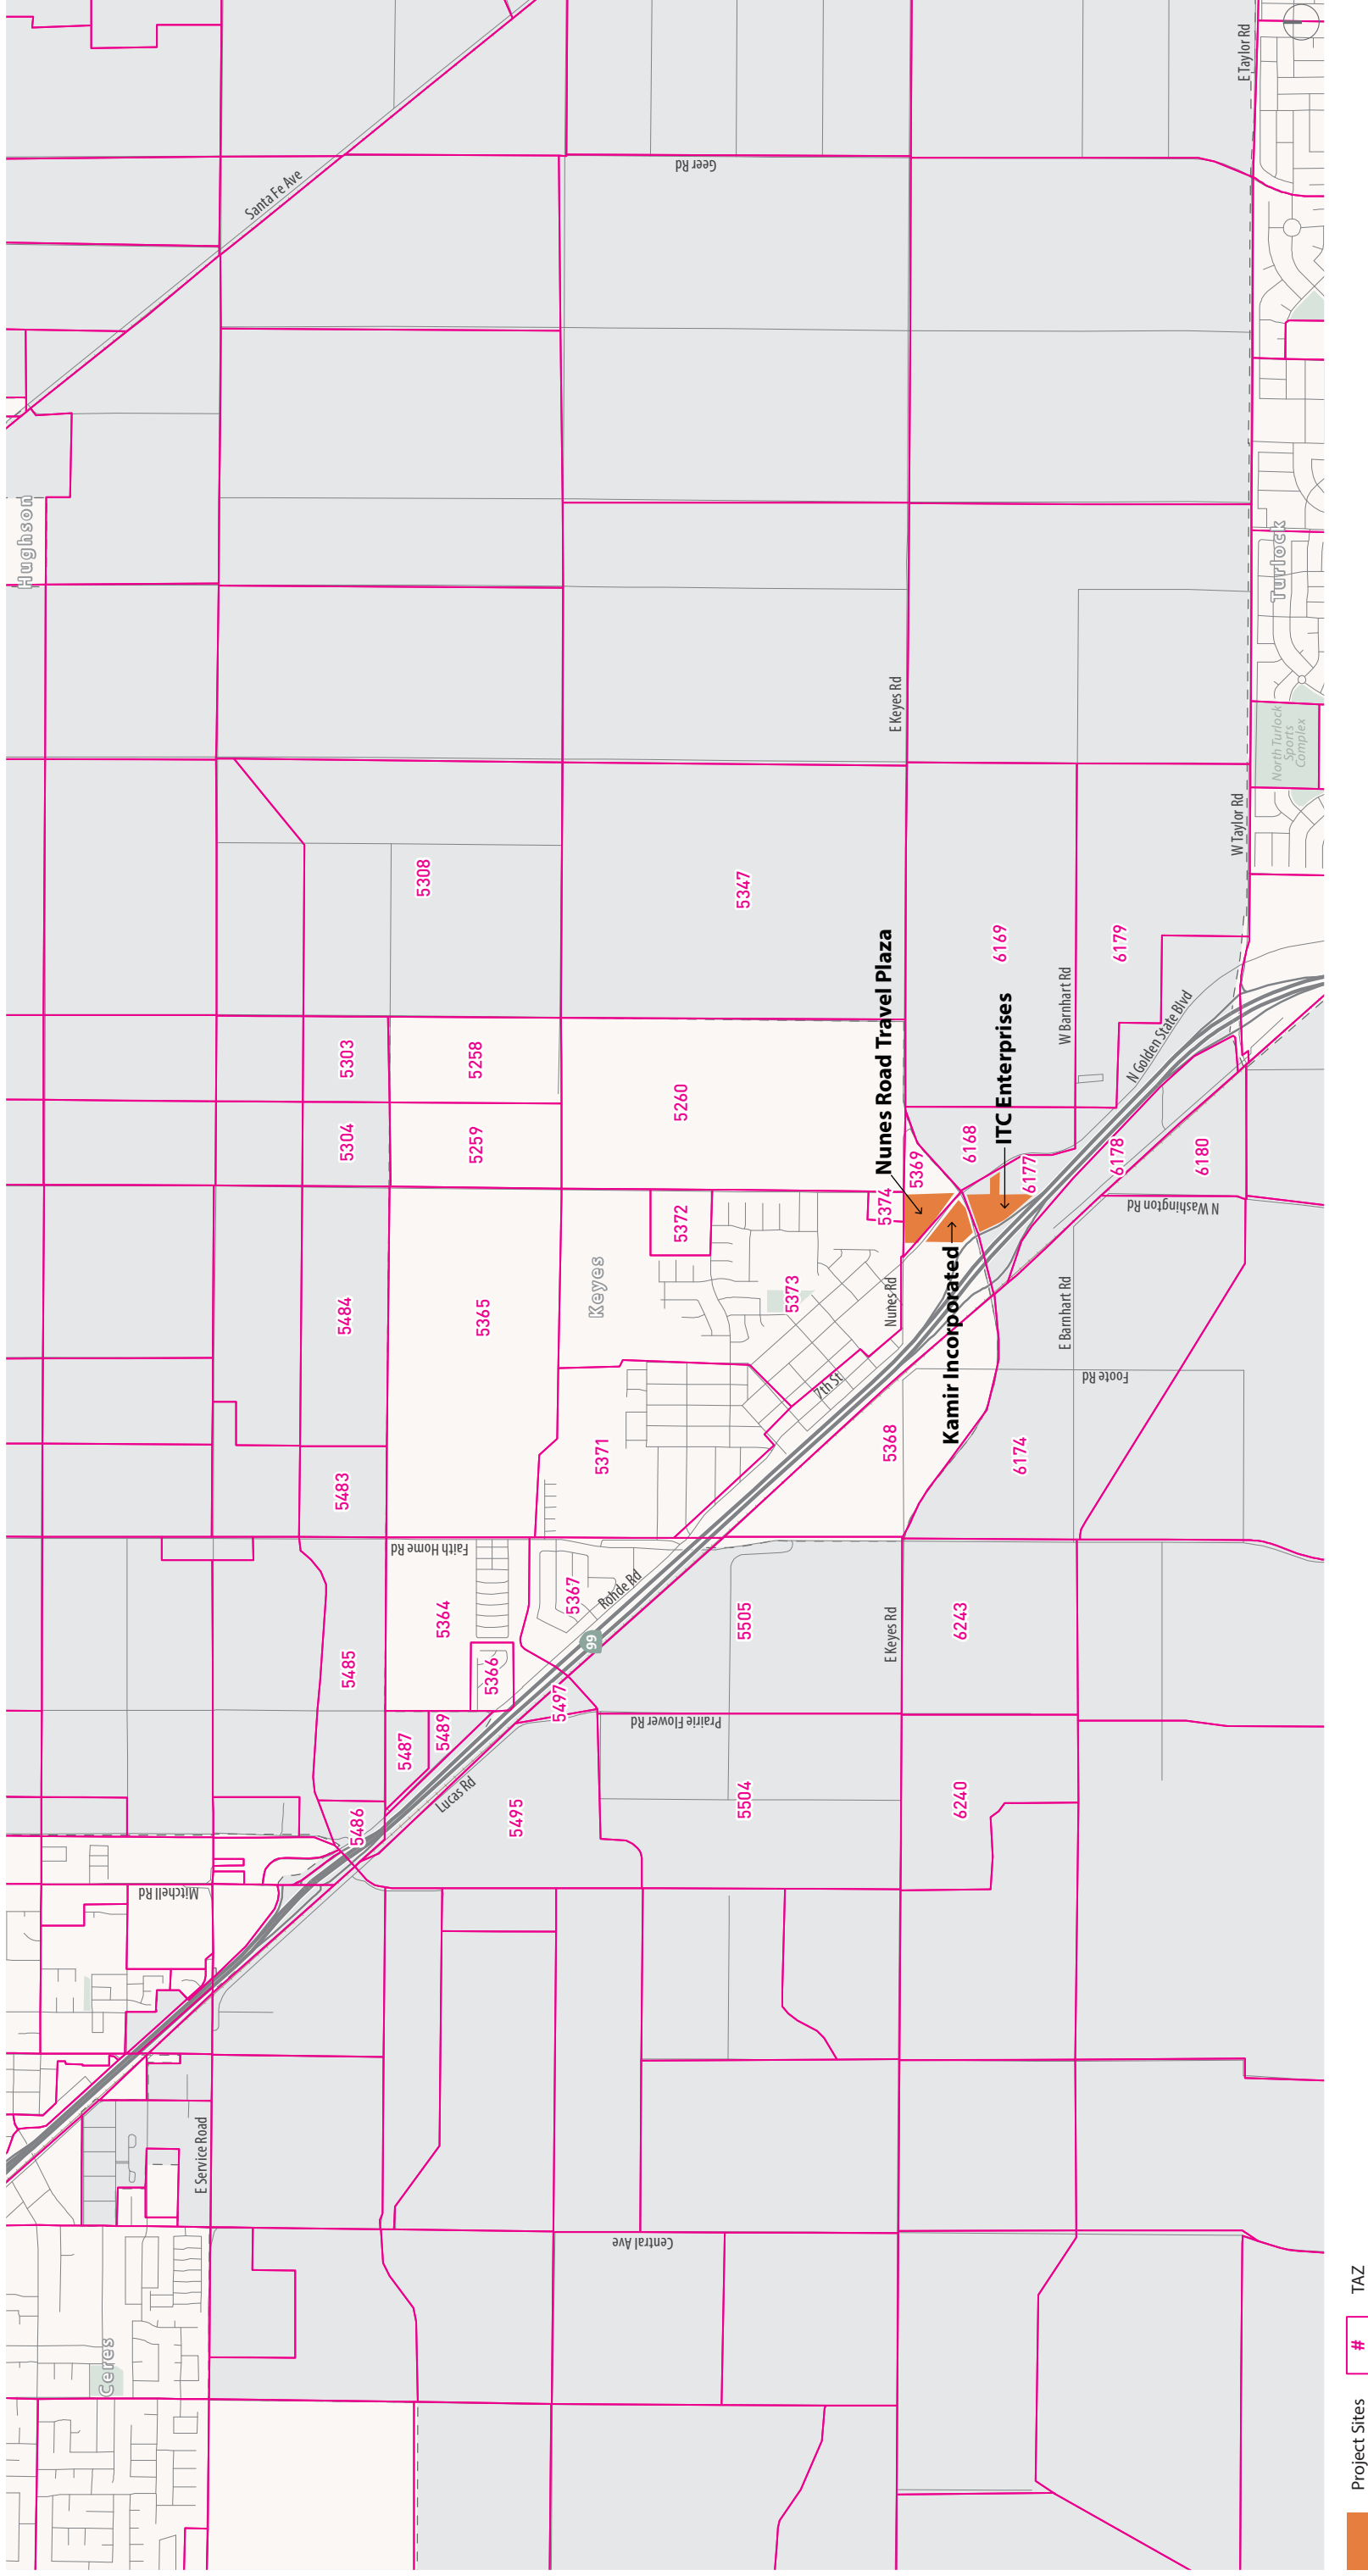 Hughson
Santa Fe Ave
Geer Rd
E Taylor Rd
Turlock
E Keyes Rd
North Turlock
Sports
Complex
W Taylor Rd
5308
5347
6169
6179
W Barnhart Rd
N Golden State Blvd
Nunes Road Travel Plaza
ITC Enterprises
5303
5258
5304
5259
5260
5369
6168
6177
6178
6180
5374
N Washington Rd
5372
Keyes
5373
Nunes Rd
5484
5365
Kamir Incorporated
E Barnhart Rd
Foote Rd
7th St
5371
5368
6174
5483
Faith Home Rd
5364
5367
Rohde Rd
99
5505
E Keyes Rd
6243
5485
5366
5497
Prairie Flower Rd
5487
5489
Lucas Rd
5486
5495
5504
6240
Mitchell Rd
E Service Road
Central Ave
Ceres
Project Sites
#
TAZ